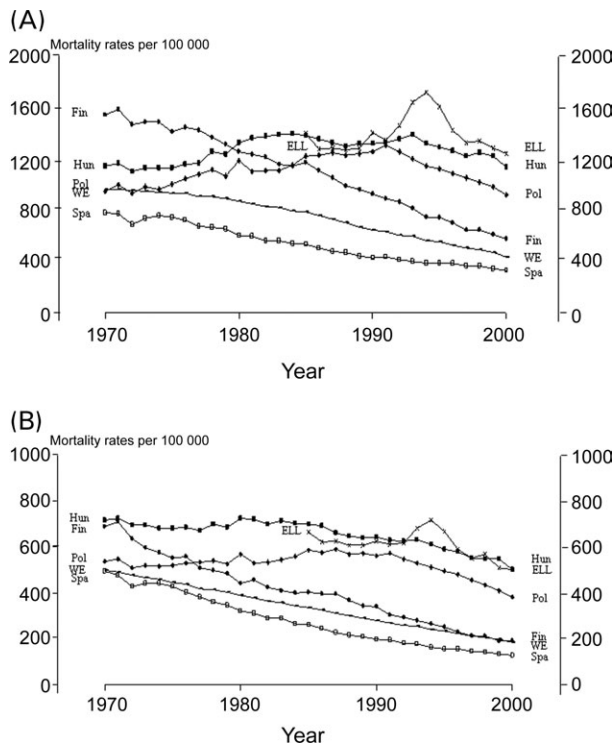 (A)
Mortality rates per 100 000
2000 2000
1600 1600
Fin
ELL ELL
1200 Hun Hun 1200
Pol Pol
WE
800 Spa 800
Fin
400 WE 400
Spa
0 0
1970 1980 1990 2000
Year
(B)
Mortality rates per 100 000
1000 1000
800 800
Hun
Fin ELL
600 600
Pol Hun
WE ELL
Spa
400 Pol 400
200 Fin 200
WE
Spa
0 0
1970 1980 1990 2000
Year